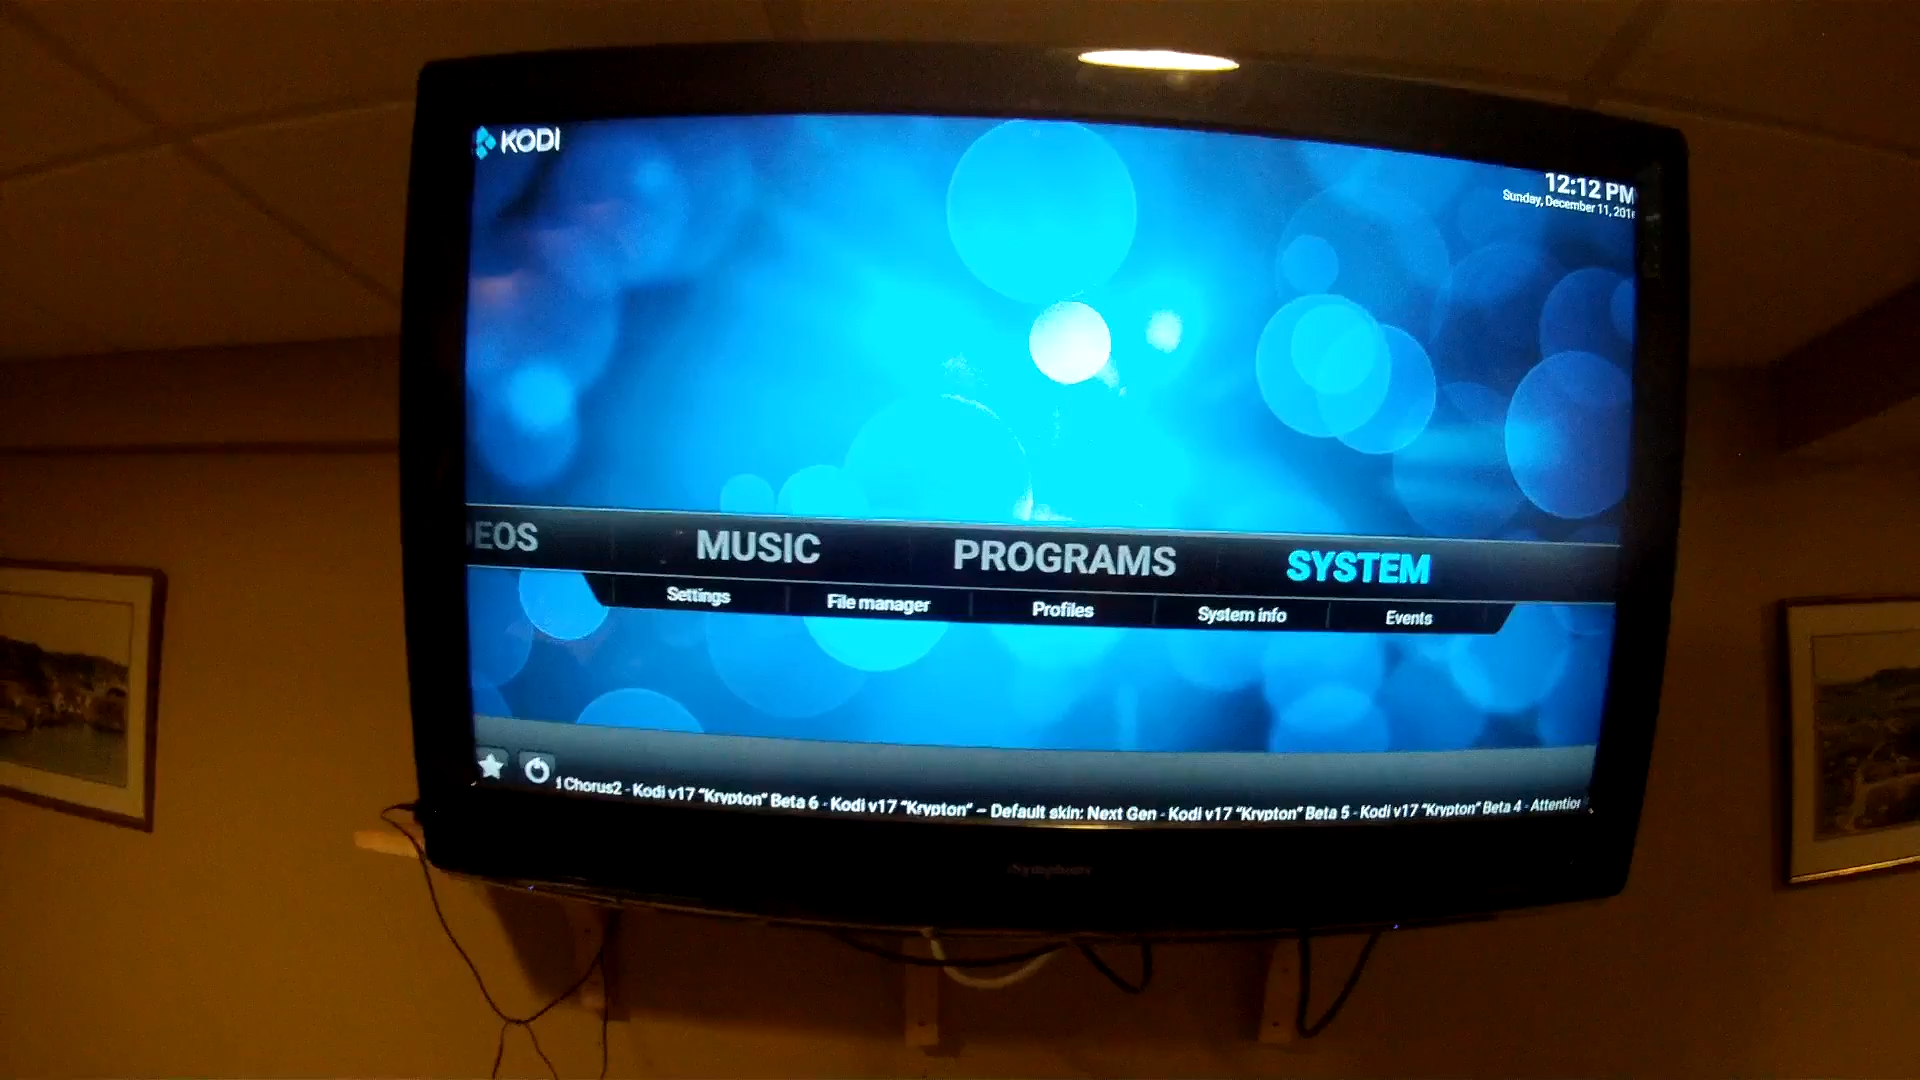 KODI
12:12 PM
Sunday, December 11, 201
EOS MUSIC PROGRAMS SYSTEM
Settings File manager Profiles System info Events
Chorus2 - Kodi v17 "Krypton" Beta 6 - Kodi v17 "Krypton" – Default skin: Next Gen - Kodi v17 "Krypton" Beta 5 - Kodi v17 "Krypton" Beta 4 - Attention